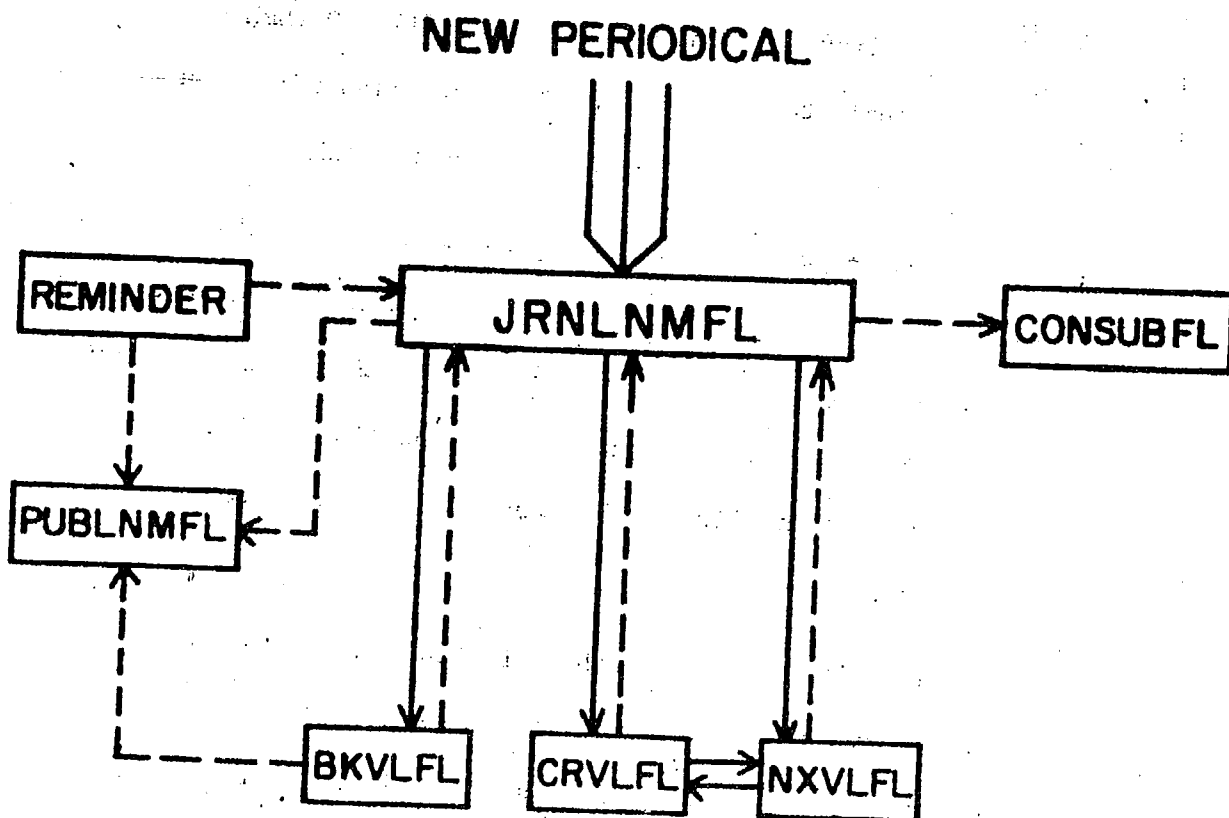 NEW PERIODICAL
REMINDER
JRNLNMFL
CONSUBFL
PUBLNMFL
BKVLFL
CRVLFL
NXVLFL